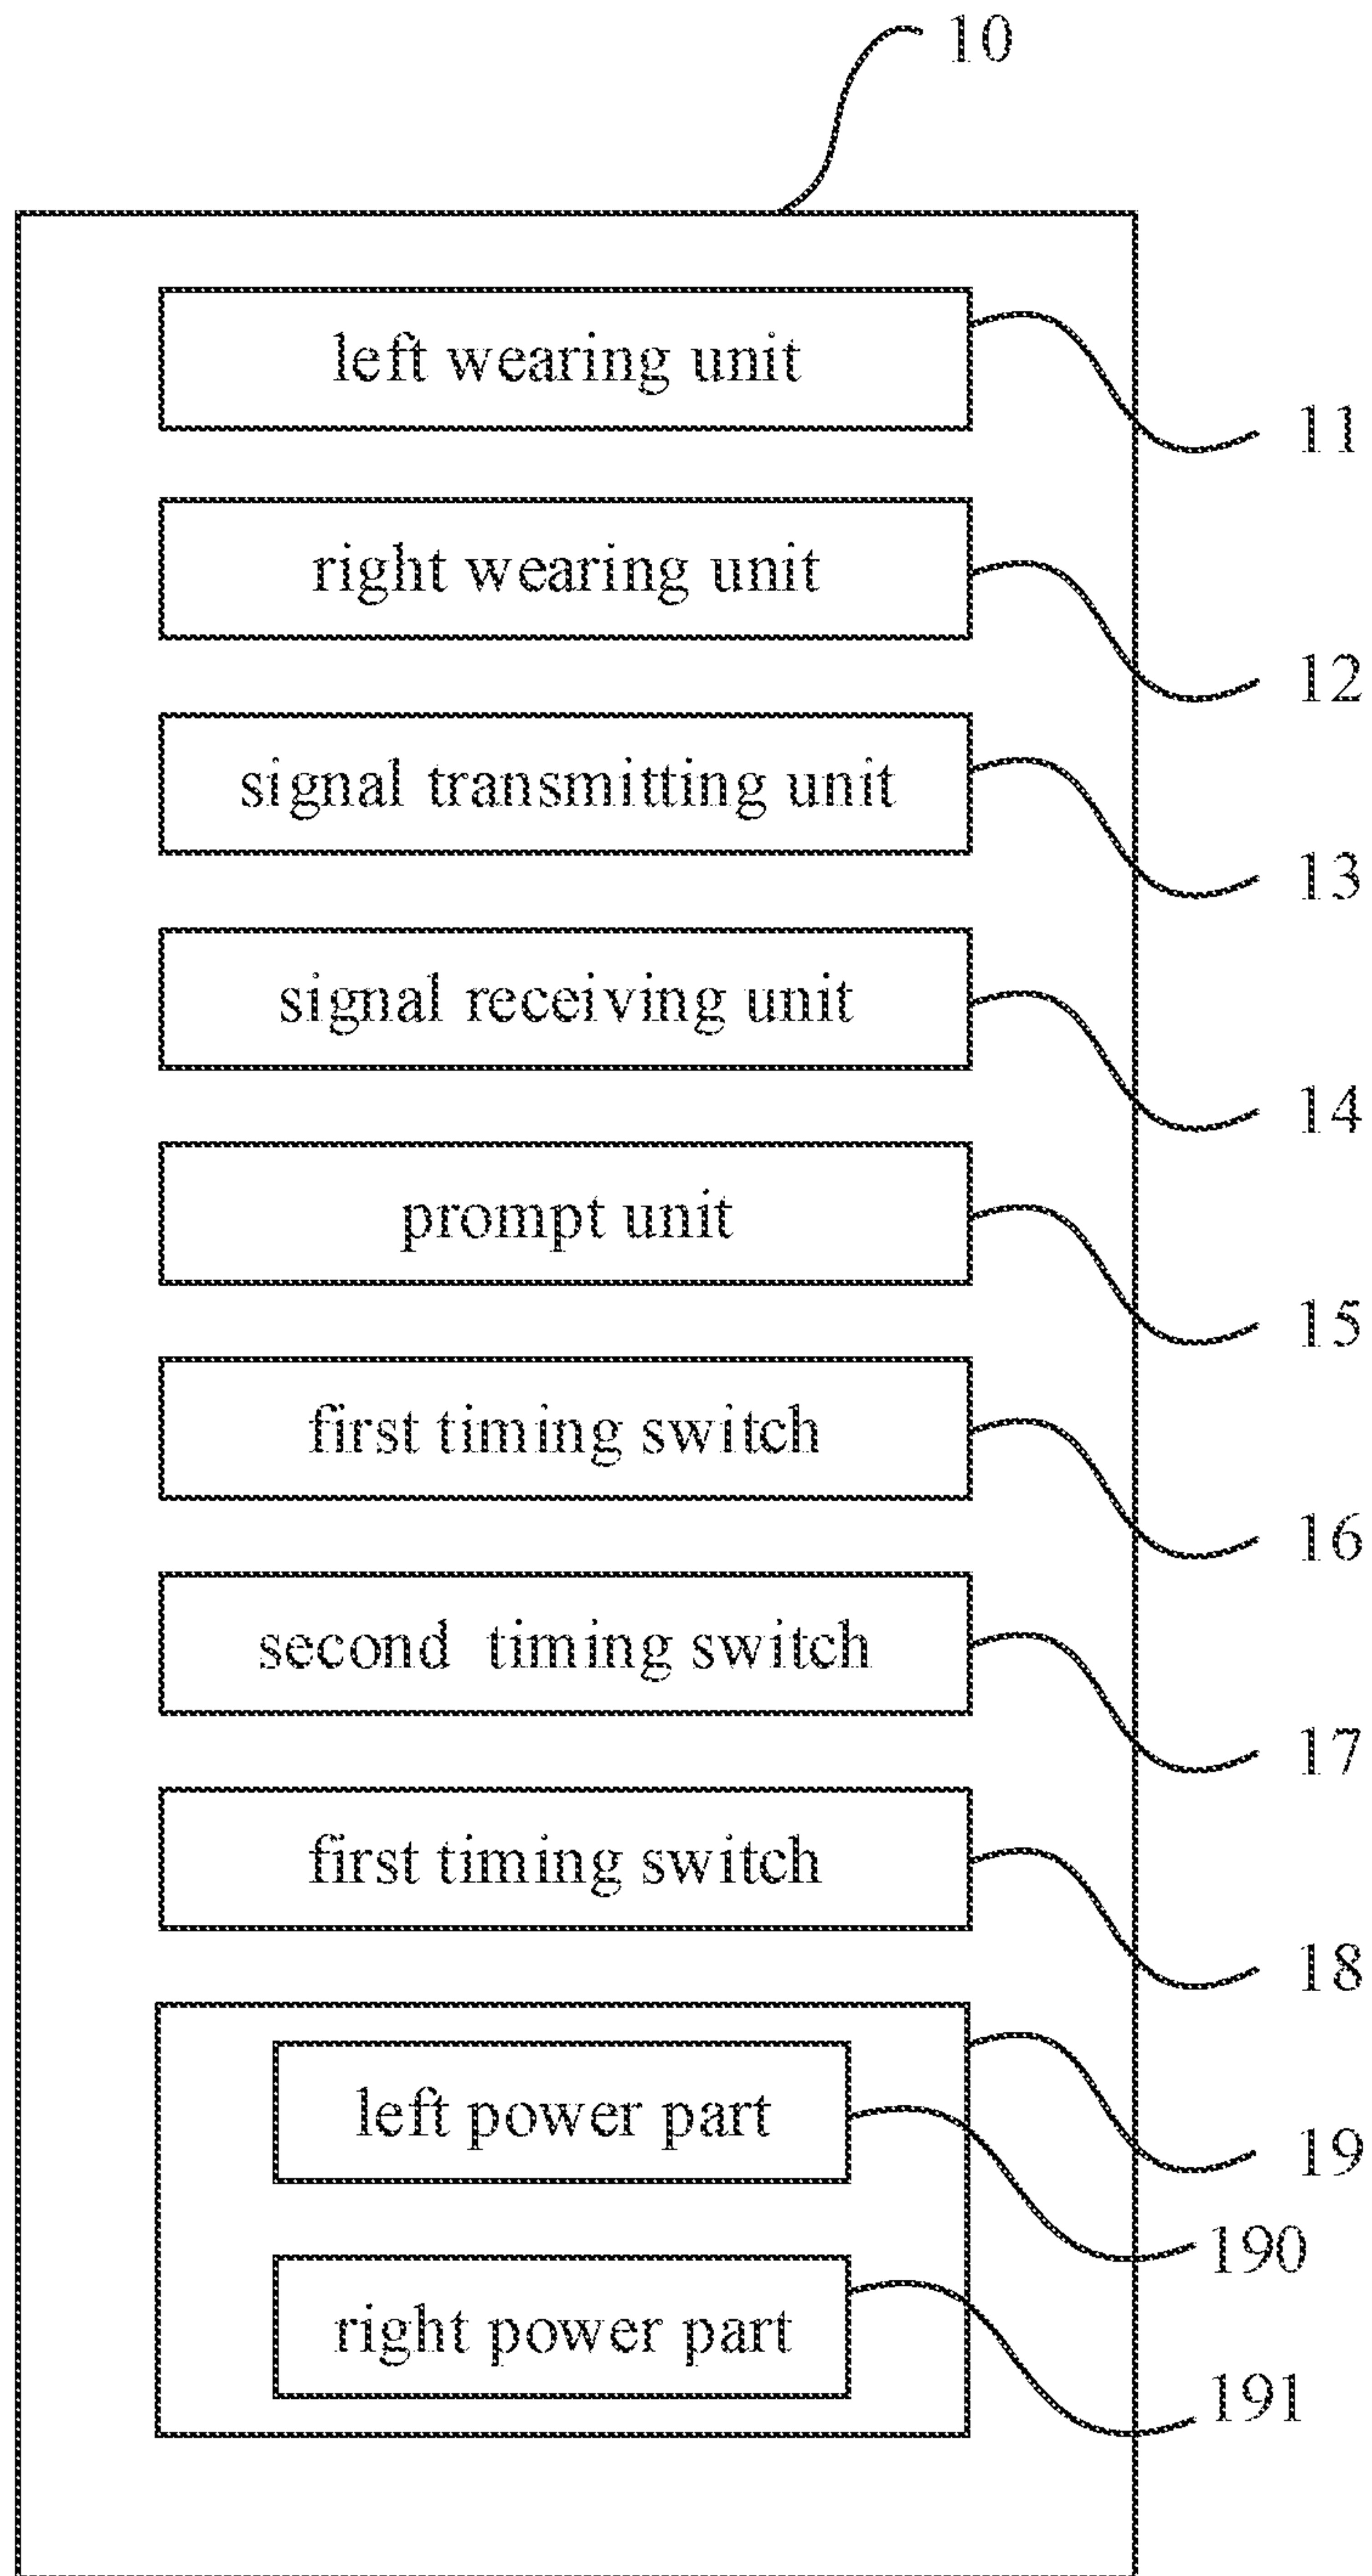 10
left wearing unit
11
right wearing unit
12
signal transmitting unit
13
signal receiving unit
14
prompt unit
15
first timing switch
16
second timing switch
17
first timing switch
18
left power part
19
190
right power part
191